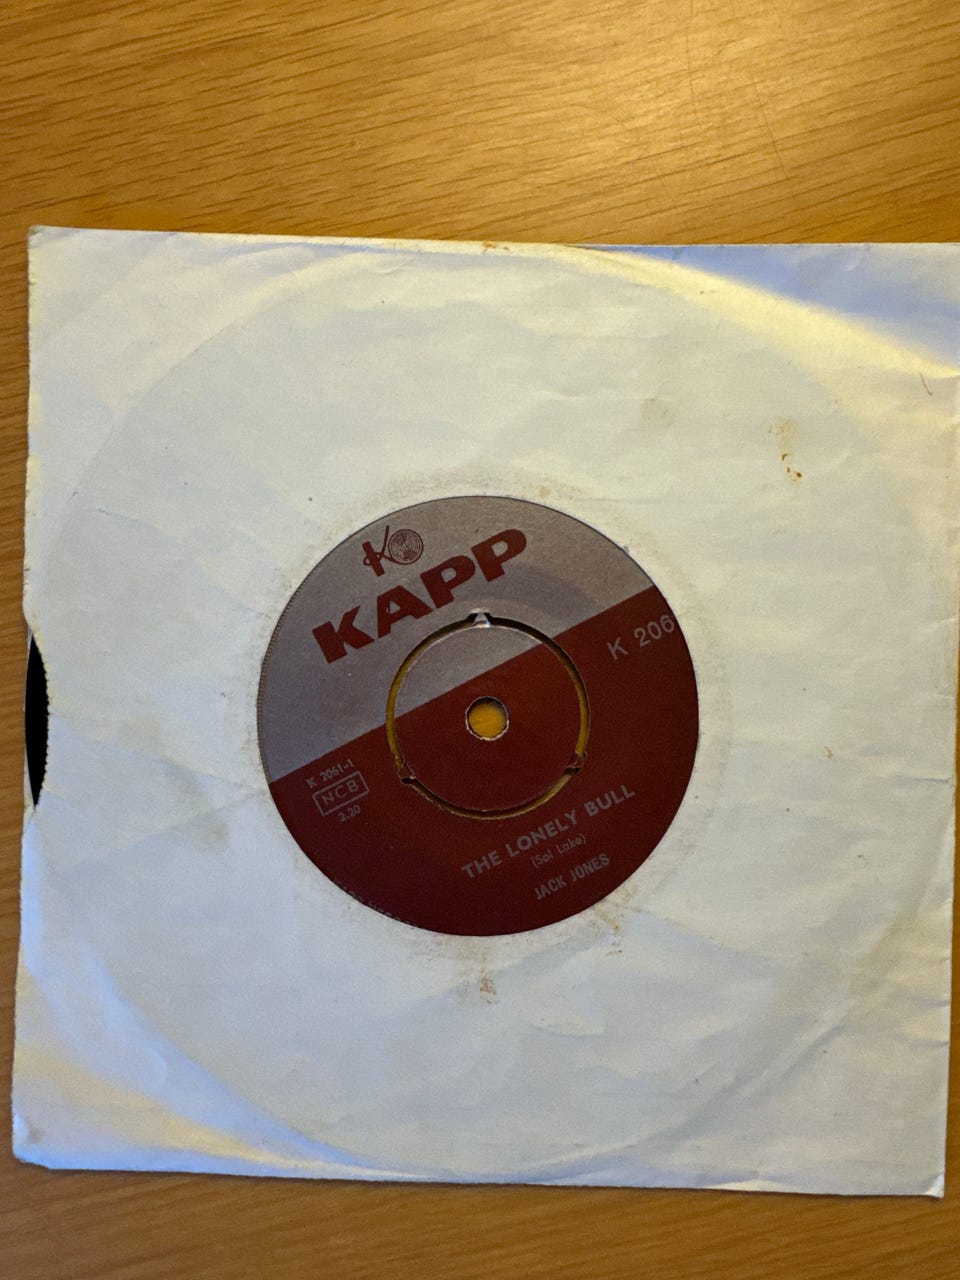 K
KAPP
K 206
K 2061-1
NCB
2.20
THE LONELY BULL
(Sol Lake)
JACK JONES